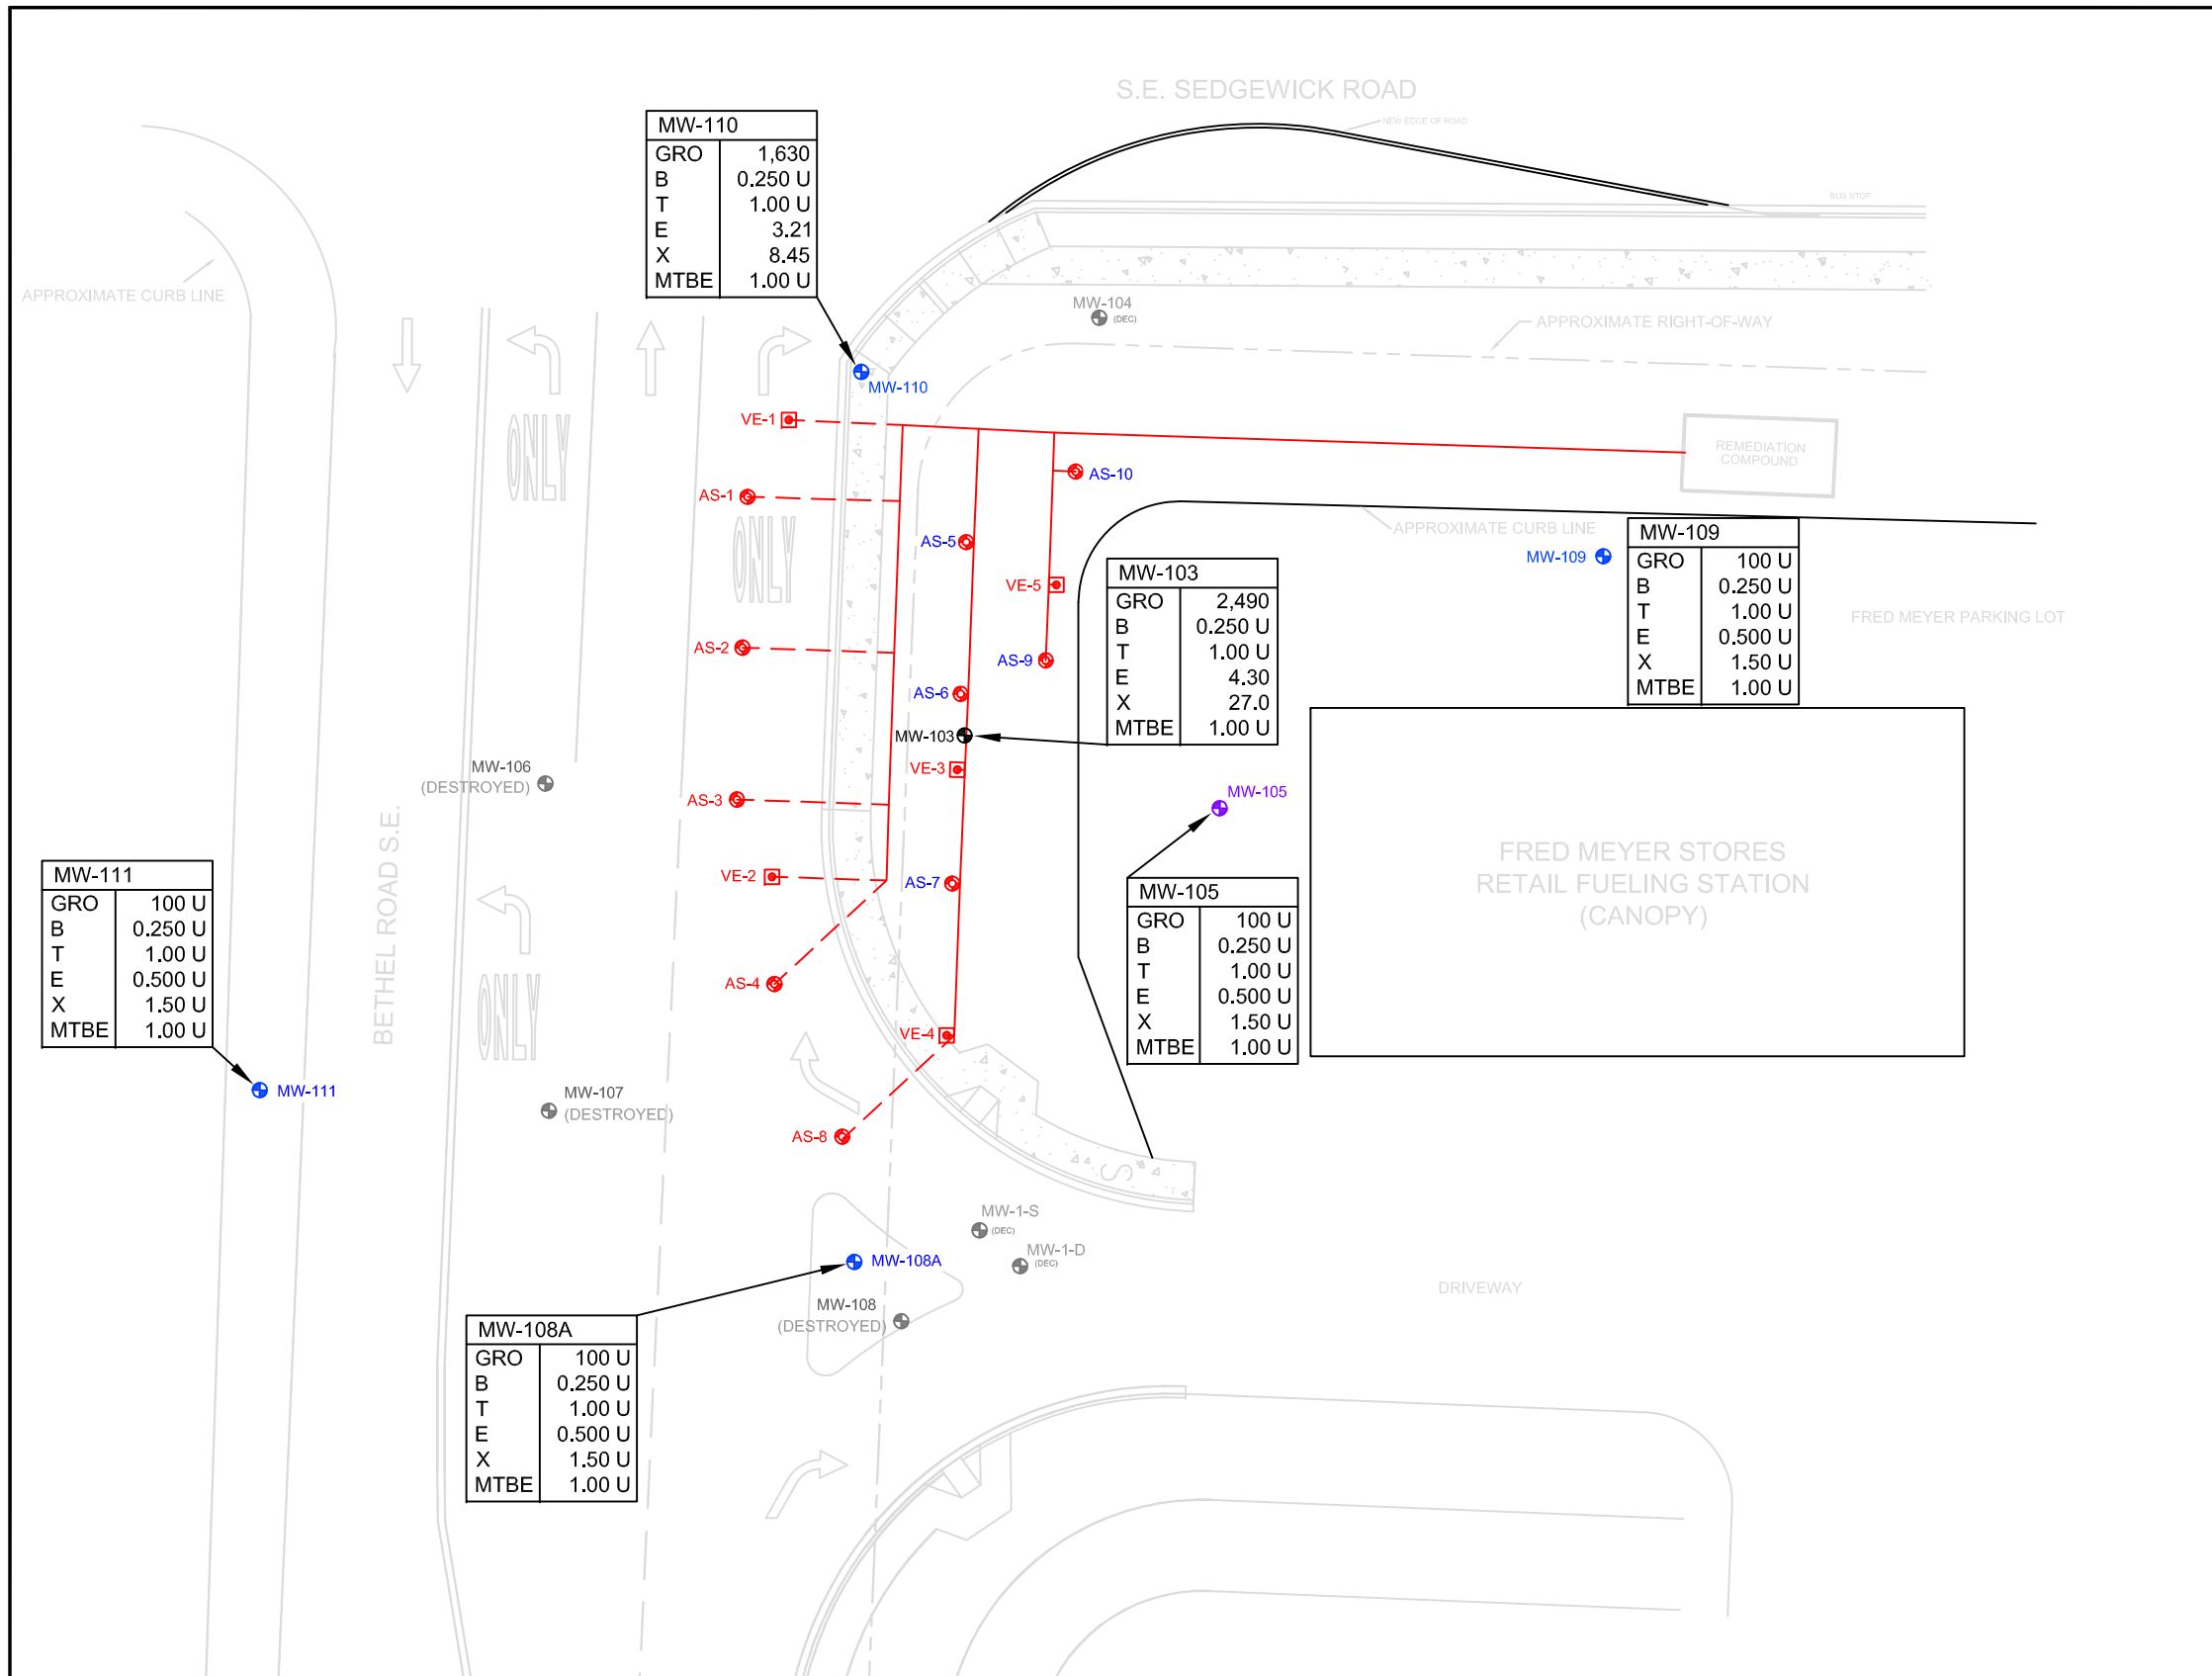 S.E. SEDGEWICK ROAD
NEW EDGE OF ROAD
BUS STOP
MW-110
GRO 1,630
B 0.250 U
T 1.00 U
E 3.21
X 8.45
MTBE 1.00 U
APPROXIMATE CURB LINE
MW-104
(DEC)
APPROXIMATE RIGHT-OF-WAY
MW-110
VE-1
ONLY
REMEDIATION
COMPOUND
AS-10
AS-1
ONLY
AS-5
APPROXIMATE CURB LINE
MW-109
MW-109
GRO 100 U
B 0.250 U
T 1.00 U
E 0.500 U
X 1.50 U
MTBE 1.00 U
FRED MEYER PARKING LOT
VE-5
MW-103
GRO 2,490
B 0.250 U
T 1.00 U
E 4.30
X 27.0
MTBE 1.00 U
AS-2
AS-9
AS-6
MW-103
VE-3
MW-106
(DESTROYED)
AS-3
MW-105
BETHEL ROAD S.E.
FRED MEYER STORES
RETAIL FUELING STATION
(CANOPY)
MW-111
GRO 100 U
B 0.250 U
T 1.00 U
E 0.500 U
X 1.50 U
MTBE 1.00 U
VE-2
AS-7
MW-105
GRO 100 U
B 0.250 U
T 1.00 U
E 0.500 U
X 1.50 U
MTBE 1.00 U
AS-4
ONLY
VE-4
MW-111
MW-107
(DESTROYED)
AS-8
S
MW-1-S
(DEC)
MW-1-D
(DEC)
MW-108A
DRIVEWAY
MW-108
(DESTROYED)
MW-108A
GRO 100 U
B 0.250 U
T 1.00 U
E 0.500 U
X 1.50 U
MTBE 1.00 U